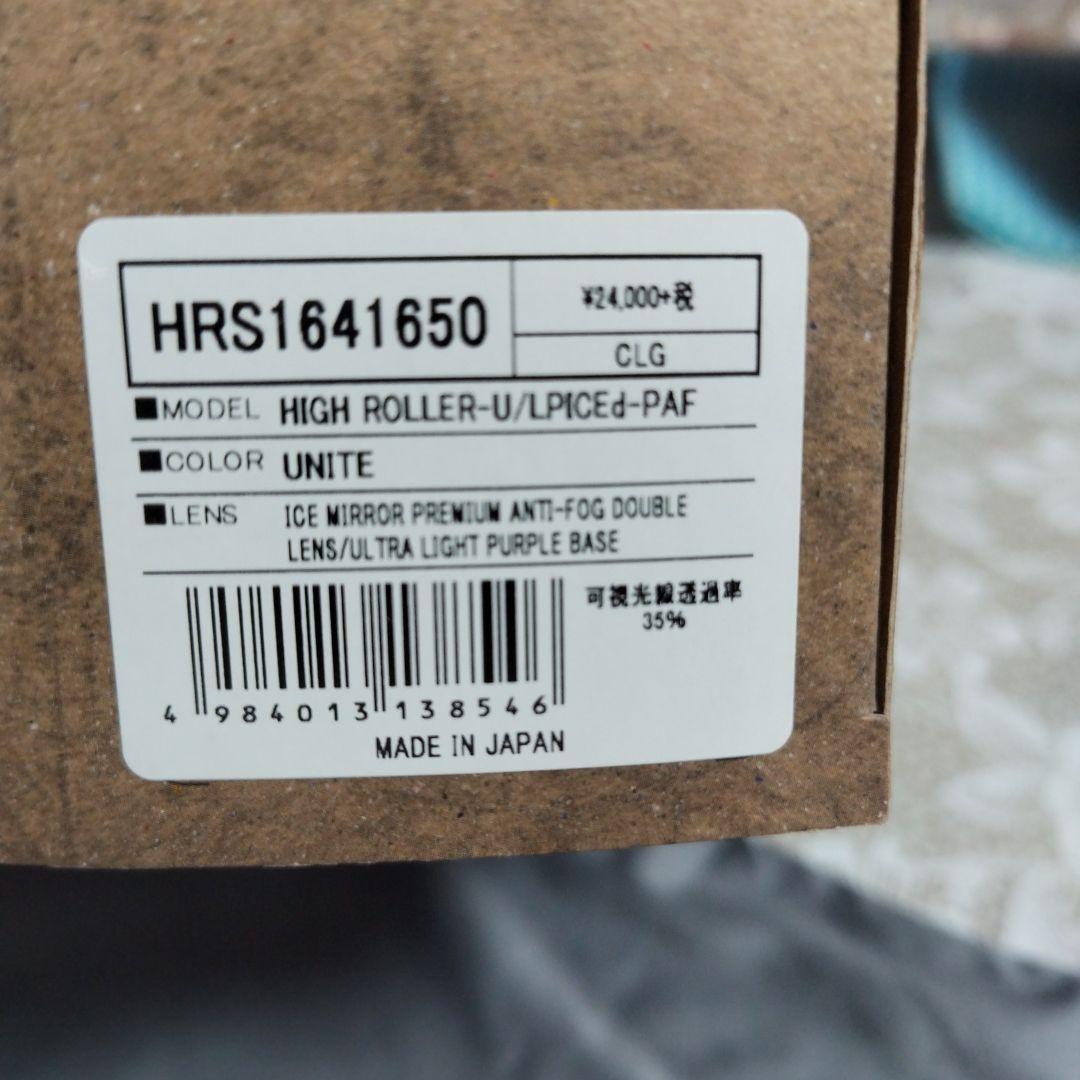 HRS1641650
¥24,000+税
CLG
■MODEL HIGH ROLLER-U/LPICEd-PAF
■COLOR UNITE
■LENS ICE MIRROR PREMIUM ANTI-FOG DOUBLE
LENS/ULTRA LIGHT PURPLE BASE
可視光線透過率
35%
4 984013 138546
MADE IN JAPAN